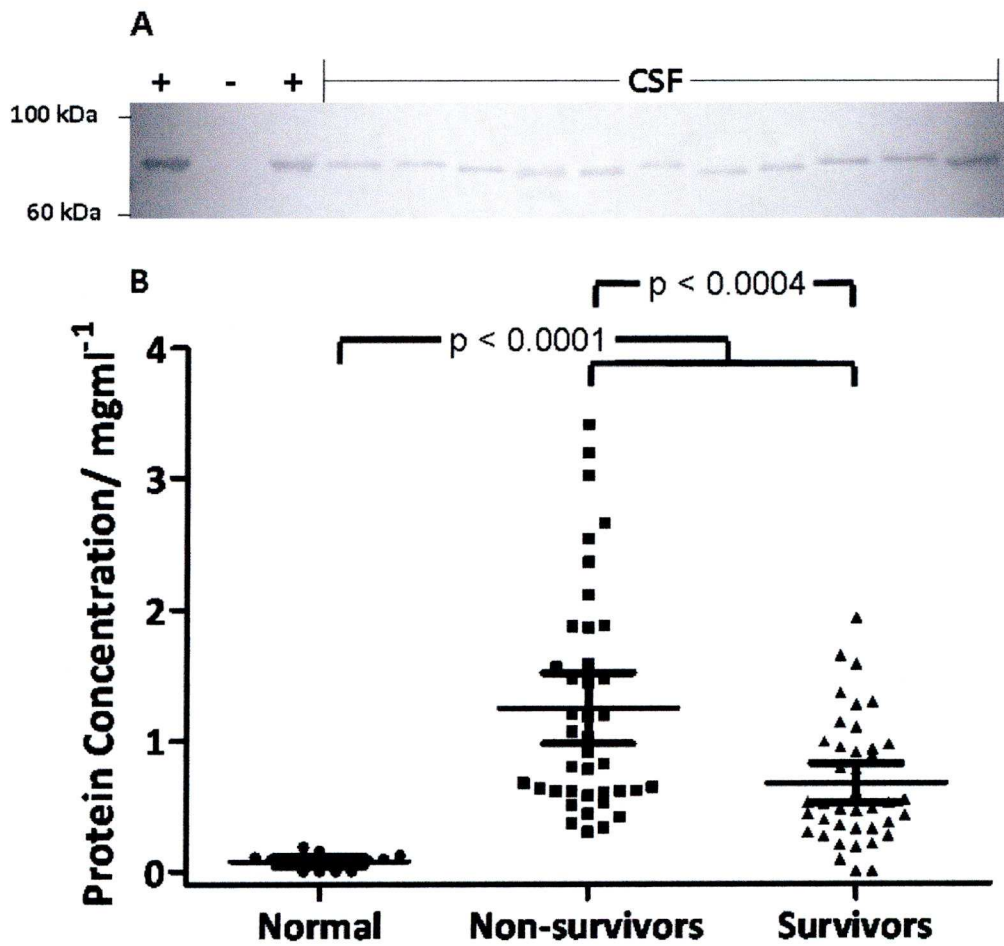 A
+ - + CSF
100 kDa
60 kDa
B
p < 0.0004
p < 0.0001
Protein Concentration/ mgml⁻¹
4
3
2
1
0
Normal Non-survivors Survivors